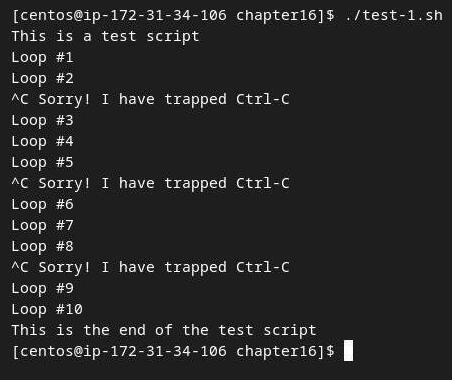 [centos@ip-172-31-34-106 chapter16]$ ./test-1.sh
This is a test script
Loop #1
Loop #2
^C Sorry! I have trapped Ctrl-C
Loop #3
Loop #4
Loop #5
^C Sorry! I have trapped Ctrl-C
Loop #6
Loop #7
Loop #8
^C Sorry! I have trapped Ctrl-C
Loop #9
Loop #10
This is the end of the test script
[centos@ip-172-31-34-106 chapter16]$